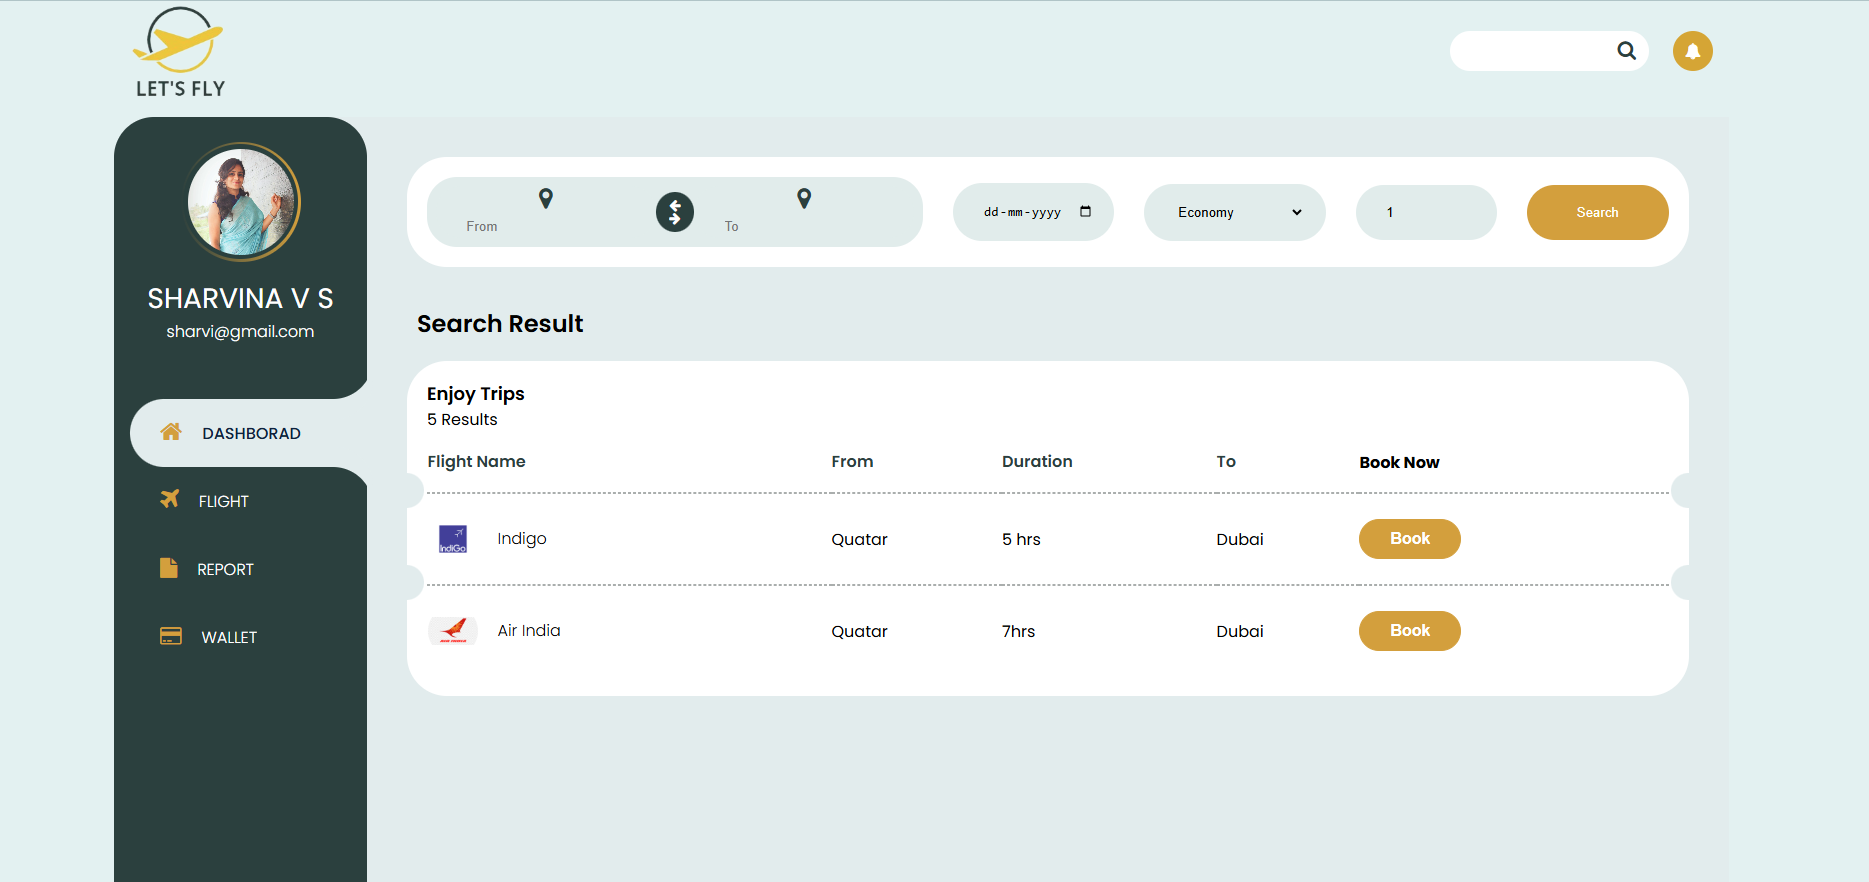 LET'S FLY
SHARVINA V S
sharvi@gmail.com
DASHBORAD
FLIGHT
REPORT
WALLET
From
To
dd-mm-yyyy
Economy
1
Search
Search Result
Enjoy Trips
5 Results
Flight Name From Duration To Book Now
IndiGo
Indigo Quatar 5 hrs Dubai Book
Air India Quatar 7hrs Dubai Book